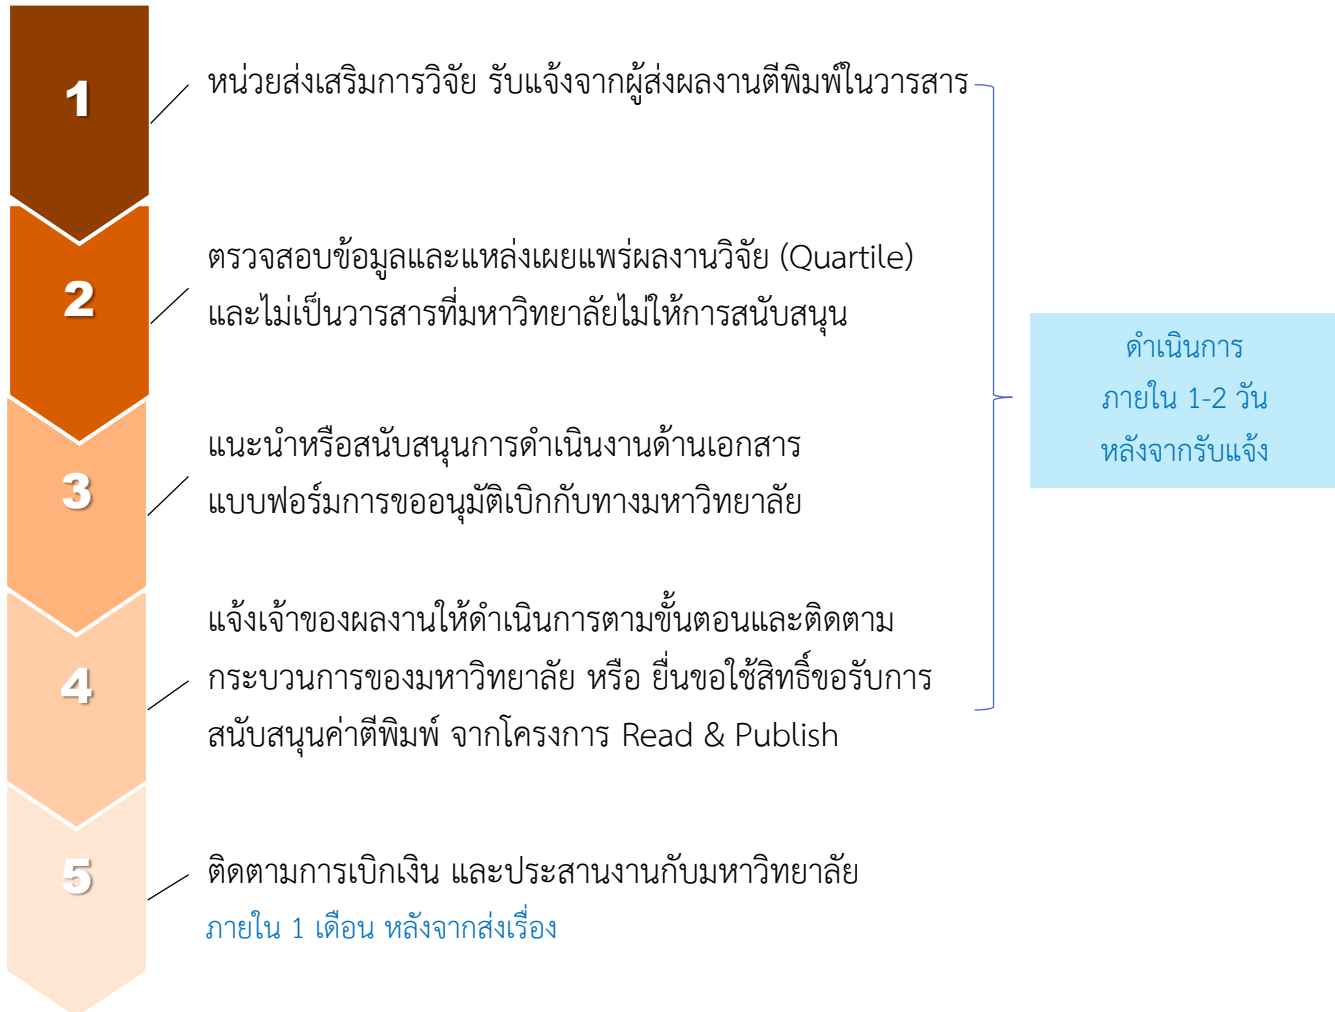 1
หน่วยส่งเสริมการวิจัย รับแจ้งจากผู้ส่งผลงานตีพิมพ์ในวารสาร
2
ตรวจสอบข้อมูลและแหล่งเผยแพร่ผลงานวิจัย (Quartile)
และไม่เป็นวารสารที่มหาวิทยาลัยไม่ให้การสนับสนุน
3
แนะนำหรือสนับสนุนการดำเนินงานด้านเอกสาร
แบบฟอร์มการขออนุมัติเบิกกับทางมหาวิทยาลัย
4
แจ้งเจ้าของผลงานให้ดำเนินการตามขั้นตอนและติดตาม
กระบวนการของมหาวิทยาลัย หรือ ยื่นขอใช้สิทธิ์ขอรับการ
สนับสนุนค่าตีพิมพ์ จากโครงการ Read & Publish
5
ติดตามการเบิกเงิน และประสานงานกับมหาวิทยาลัย
ภายใน 1 เดือน หลังจากส่งเรื่อง
ดำเนินการ
ภายใน 1-2 วัน
หลังจากรับแจ้ง